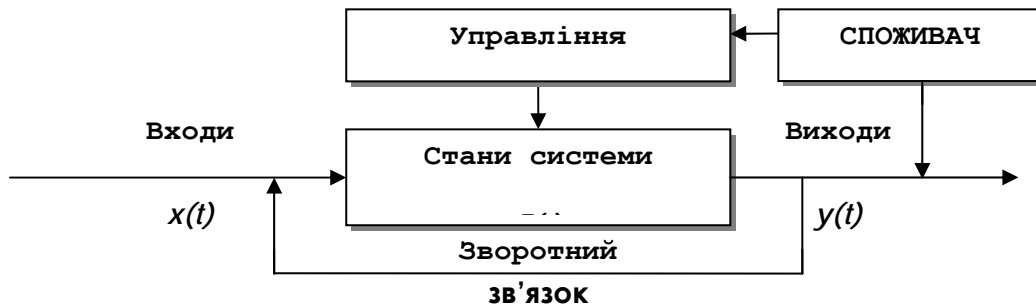 Управління
СПОЖИВАЧ
Входи
Виходи
Стани системи
x(t)
y(t)
Зворотний
зв'язок